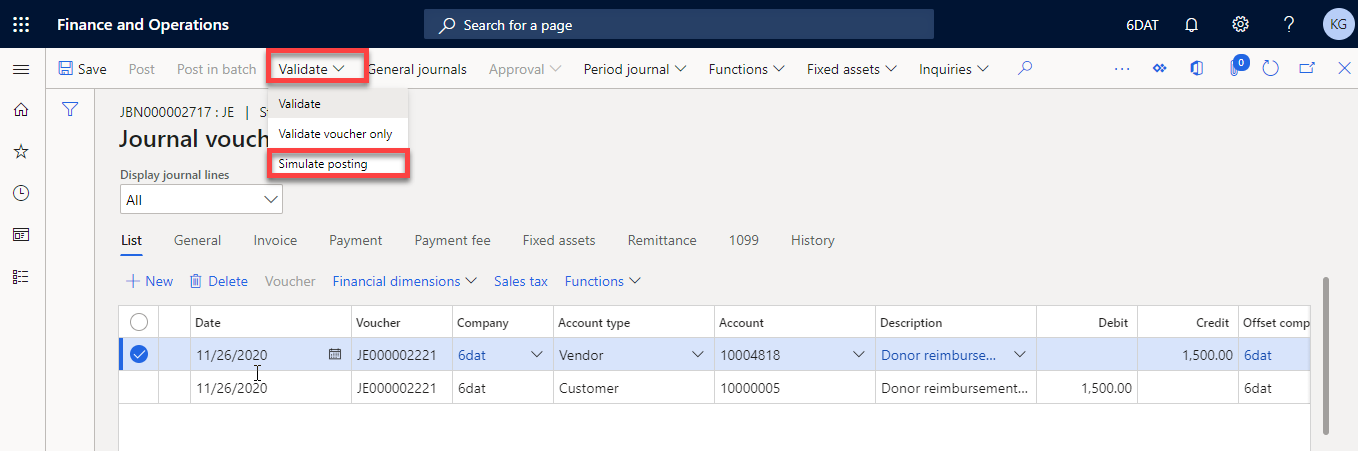 Finance and Operations Search for a page 6DAT ? KG
Save Post Post in batch Validate General journals Approval Period journal Functions Fixed assets Inquiries ... 0
Validate
JBN000002717 : JE | S
Validate voucher only
Journal vouc
Simulate posting
Display journal lines
All
List General Invoice Payment Payment fee Fixed assets Remittance 1099 History
+ New Delete Voucher Financial dimensions Sales tax Functions
Date Voucher Company Account type Account Description Debit Credit Offset comp
11/26/2020 JE000002221 6dat Vendor 10004818 Donor reimburse... 1,500.00 6dat
11/26/2020 JE000002221 6dat Customer 10000005 Donor reimbursement... 1,500.00 6dat